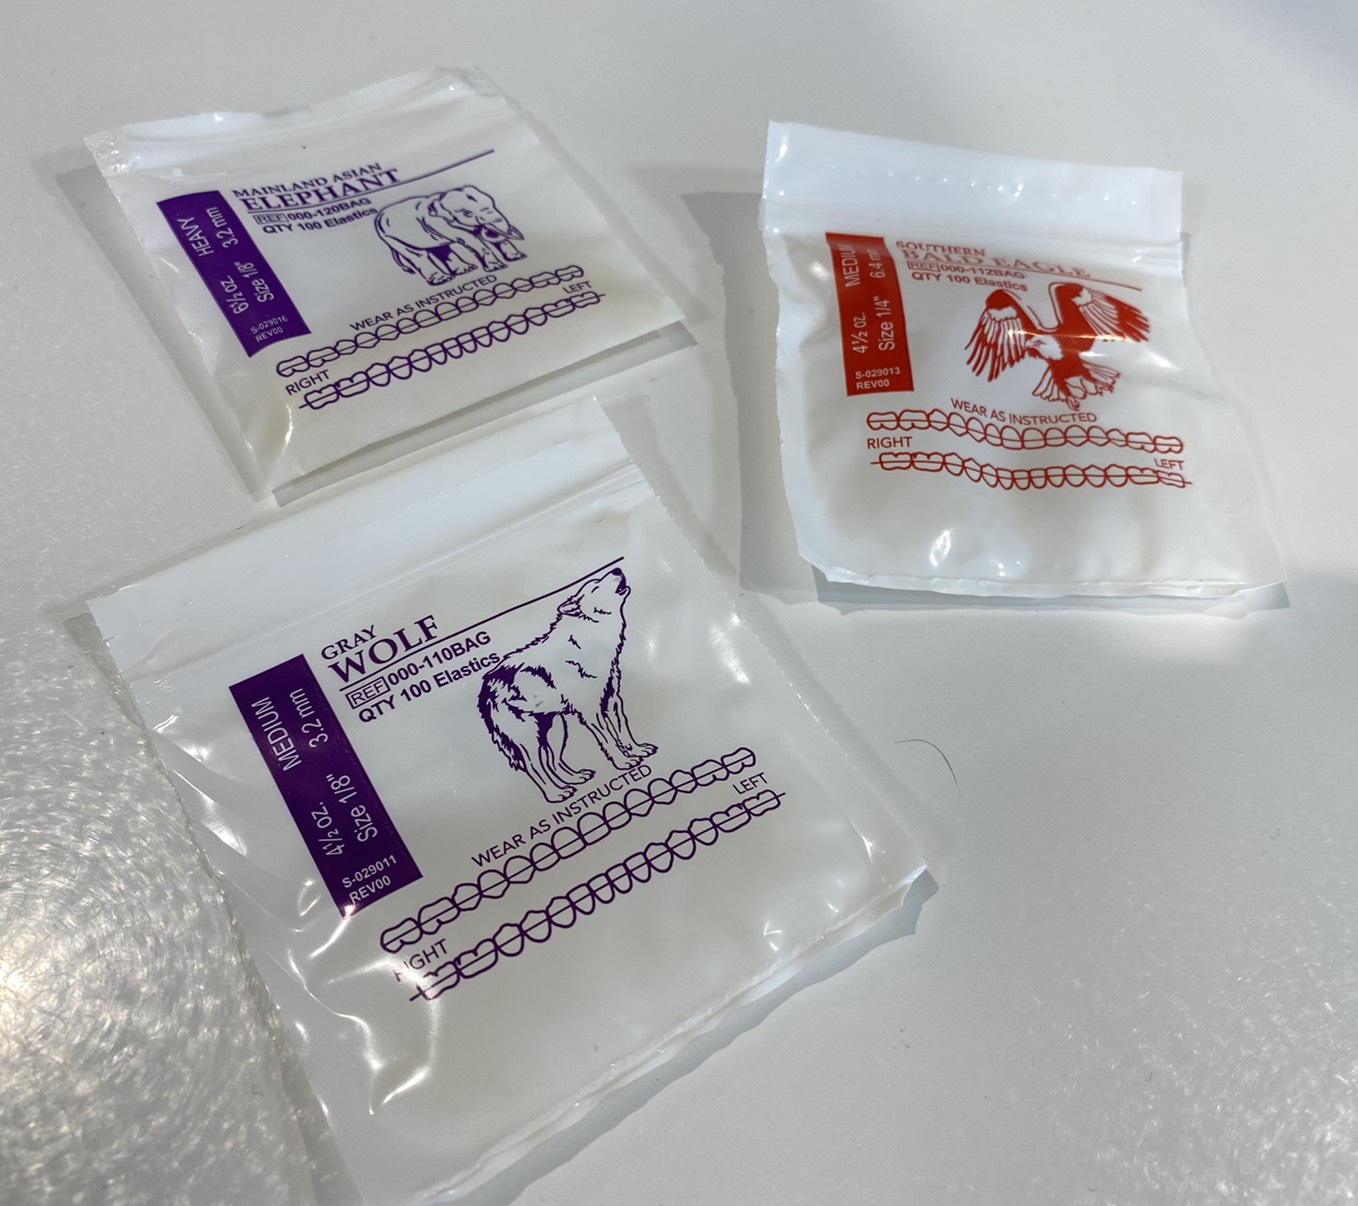 MAINLAND ASIAN
ELEPHANT
REF 000-120BAG
QTY 100 Elastics
HEAVY
3.2 mm
6½ oz.
Size 1/8"
S-029016
REV00
WEAR AS INSTRUCTED
LEFT
RIGHT
SOUTHERN
BALD EAGLE
REF 000-112BAG
QTY 100 Elastics
MEDIUM
6.4 m
4½ oz.
Size 1/4"
S-029013
REV00
WEAR AS INSTRUCTED
RIGHT
LEFT
GRAY
WOLF
REF 000-110BAG
QTY 100 Elastics
MEDIUM
3.2 mm
4½ oz.
Size 1/8"
S-029011
REV00
WEAR AS INSTRUCTED
LEFT
RIGHT